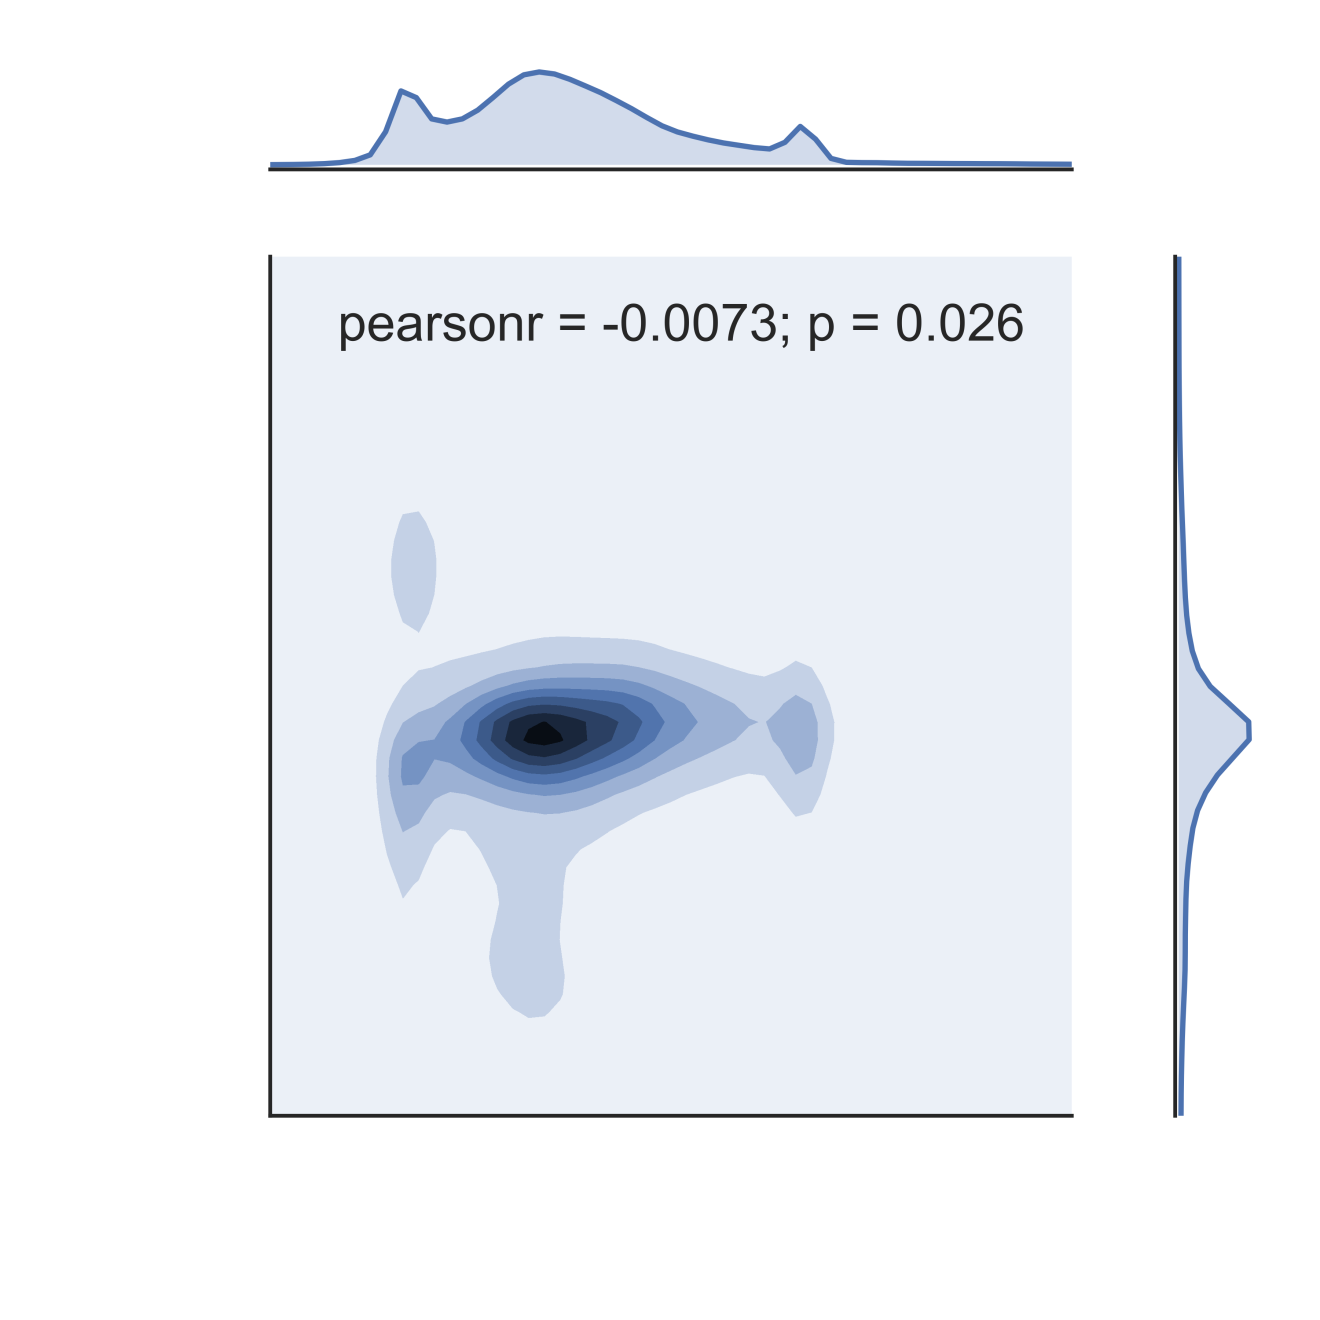 pearsonr = -0.0073; p = 0.026